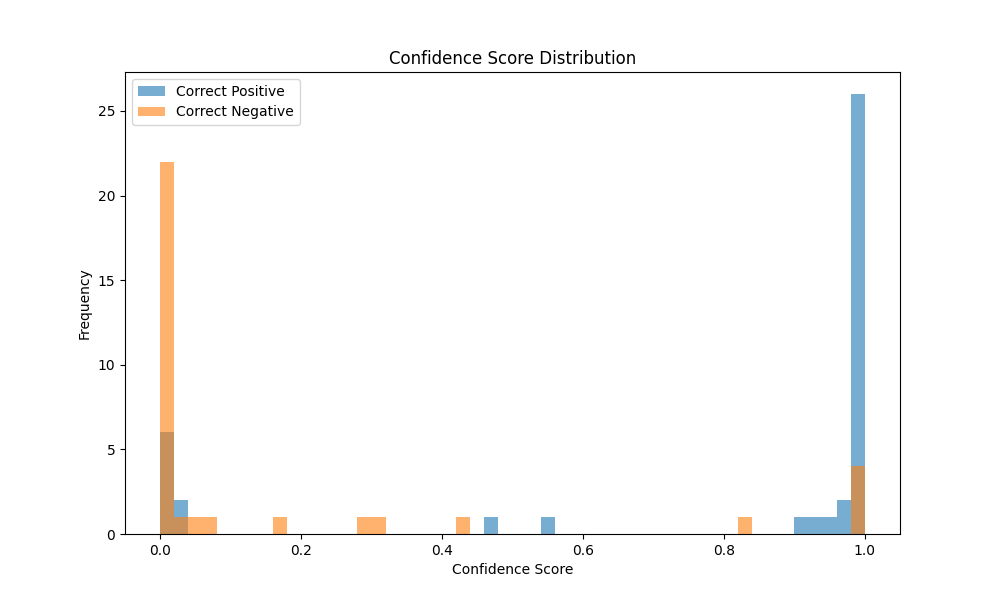 Confidence Score Distribution
Correct Positive
Correct Negative
Frequency
25
20
15
10
5
0
0.0 0.2 0.4 0.6 0.8 1.0
Confidence Score